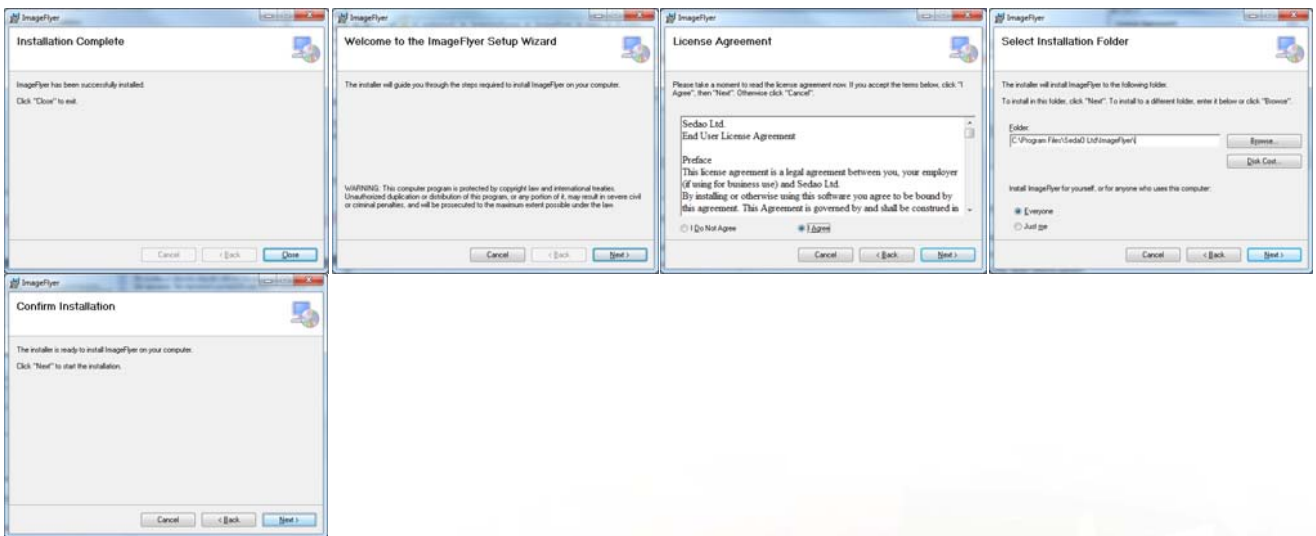 ImageFlyer
Installation Complete
ImageFlyer has been successfully installed.
Click "Close" to exit.
Cancel
< Back
Close
ImageFlyer
Welcome to the ImageFlyer Setup Wizard
The installer will guide you through the steps required to install ImageFlyer on your computer.
WARNING: This computer program is protected by copyright law and international treaties.
Unauthorized duplication or distribution of this program, or any portion of it, may result in severe civil
or criminal penalties, and will be prosecuted to the maximum extent possible under the law.
Cancel
< Back
Next >
ImageFlyer
License Agreement
Please take a moment to read the license agreement now. If you accept the terms below, click "I
Agree", then "Next". Otherwise click "Cancel".
Sedao Ltd.
End User License Agreement
Preface
This license agreement is a legal agreement between you, your employer
(if using for business use) and Sedao Ltd.
By installing or otherwise using this software you agree to be bound by
this agreement. This Agreement is governed by and shall be construed in
I Do Not Agree
I Agree
Cancel
< Back
Next >
ImageFlyer
Select Installation Folder
The installer will install ImageFlyer to the following folder.
To install in this folder, click "Next". To install to a different folder, enter it below or click "Browse".
Folder:
C:\Program Files\SedaO Ltd\ImageFlyer\
Browse...
Disk Cost...
Install ImageFlyer for yourself, or for anyone who uses this computer:
Everyone
Just me
Cancel
< Back
Next >
ImageFlyer
Confirm Installation
The installer is ready to install ImageFlyer on your computer.
Click "Next" to start the installation.
Cancel
< Back
Next >